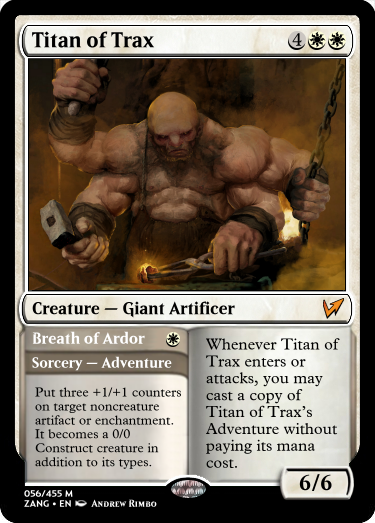 Titan of Trax 4
Creature — Giant Artificer
Breath of Ardor
Sorcery — Adventure
Put three +1/+1 counters
on target noncreature
artifact or enchantment.
It becomes a 0/0
Construct creature in
addition to its types.
Whenever Titan of
Trax enters or
attacks, you may
cast a copy of
Titan of Trax's
Adventure without
paying its mana
cost.
6/6
056/455 M
ZANG • EN Andrew Rimbo